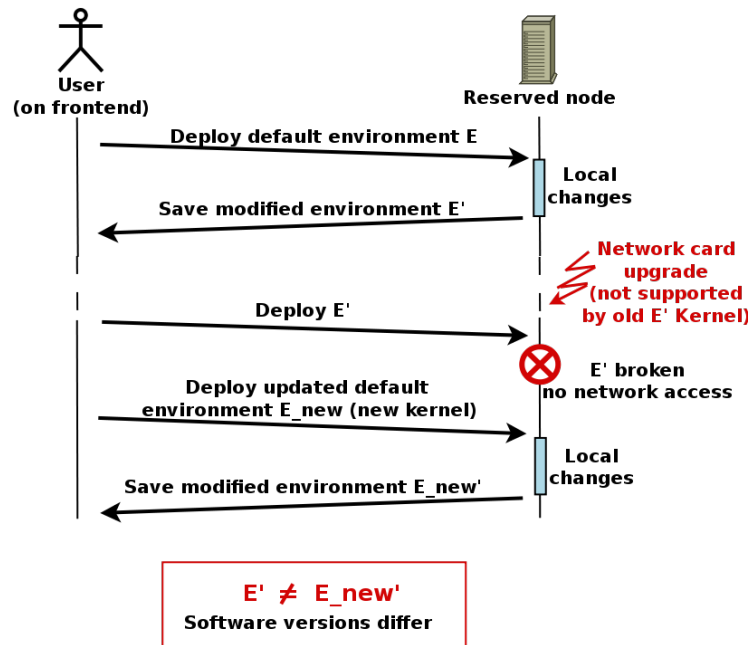 User
(on frontend)
Reserved node
Deploy default environment E
Local
changes
Save modified environment E'
Network card
upgrade
(not supported
by old E' Kernel)
Deploy E'
E' broken
no network access
Deploy updated default
environment E_new (new kernel)
Local
changes
Save modified environment E_new'
E' ≠ E_new'
Software versions differ